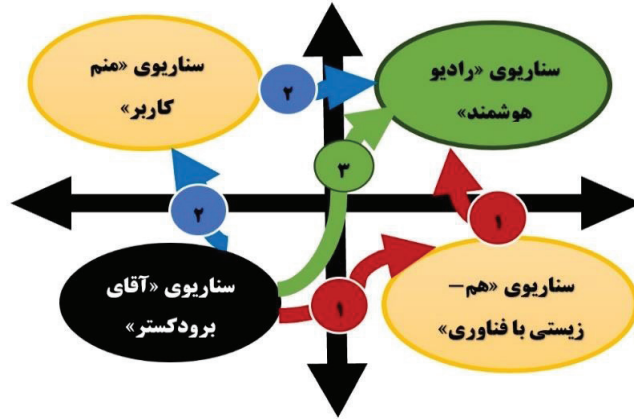 سناریوی «منم
کاربر»
۲
سناریوی «رادیو
هوشمند»
۳
۲
۱
سناریوی «آقای
برودکستر»
۱
سناریوی «هم –
زیستی با فناوری»